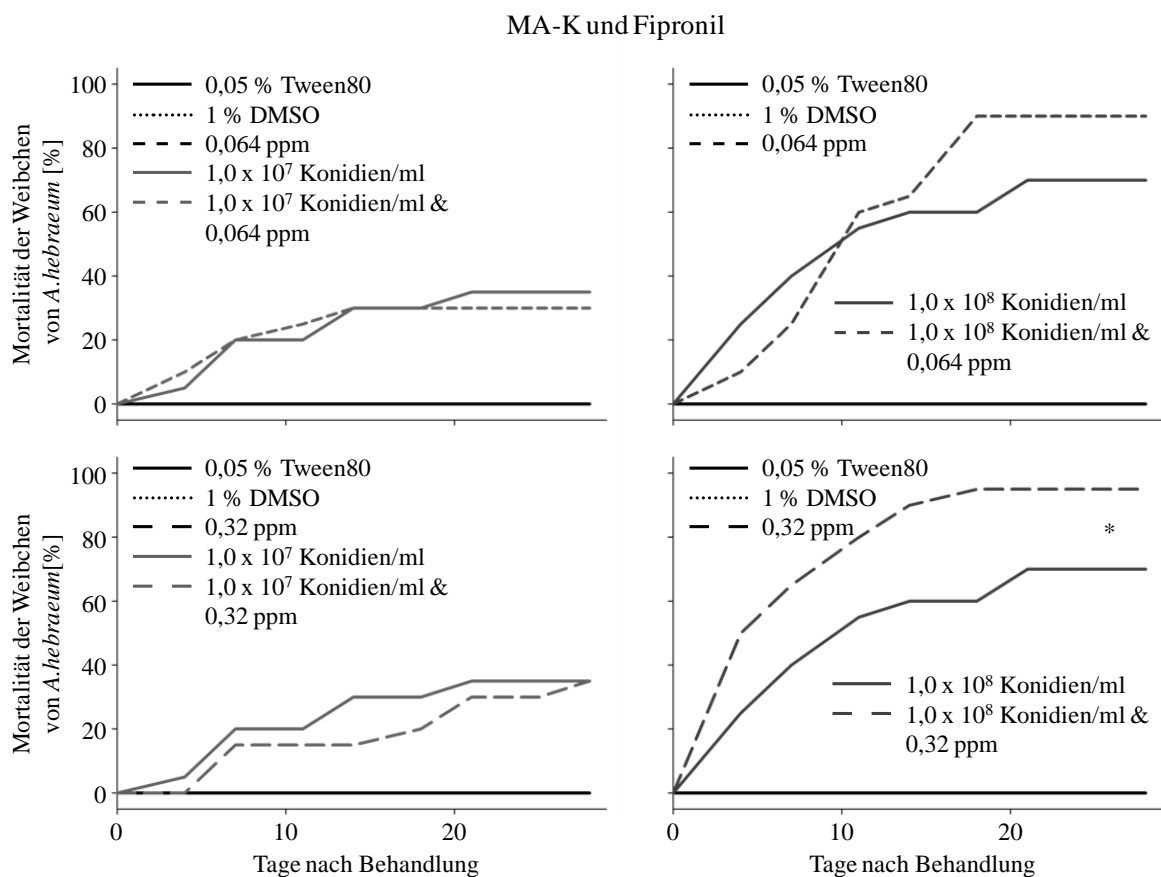 MA-K und Fipronil
Mortalität der Weibchen
von A.hebraeum [%]
100
80
60
40
20
0
0,05 % Tween80
1 % DMSO
0,064 ppm
1,0 x 10⁷ Konidien/ml
1,0 x 10⁷ Konidien/ml &
0,064 ppm
0,05 % Tween80
1 % DMSO
0,064 ppm
1,0 x 10⁸ Konidien/ml
1,0 x 10⁸ Konidien/ml &
0,064 ppm
Mortalität der Weibchen
von A.hebraeum[%]
100
80
60
40
20
0
0,05 % Tween80
1 % DMSO
0,32 ppm
1,0 x 10⁷ Konidien/ml
1,0 x 10⁷ Konidien/ml &
0,32 ppm
0 10 20
Tage nach Behandlung
0,05 % Tween80
1 % DMSO
0,32 ppm
*
1,0 x 10⁸ Konidien/ml
1,0 x 10⁸ Konidien/ml &
0,32 ppm
0 10 20
Tage nach Behandlung